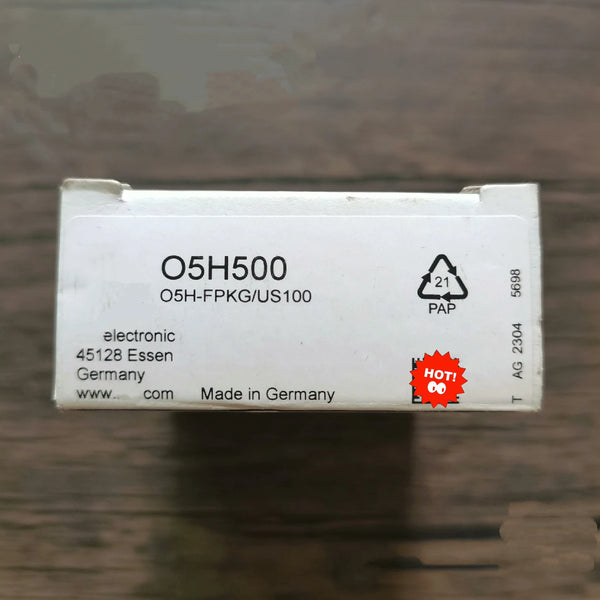 O5H500
O5H-FPKG/US100
21
PAP
electronic
45128 Essen
Germany
www.. com
Made in Germany
HOT!
T AG 2304 5698